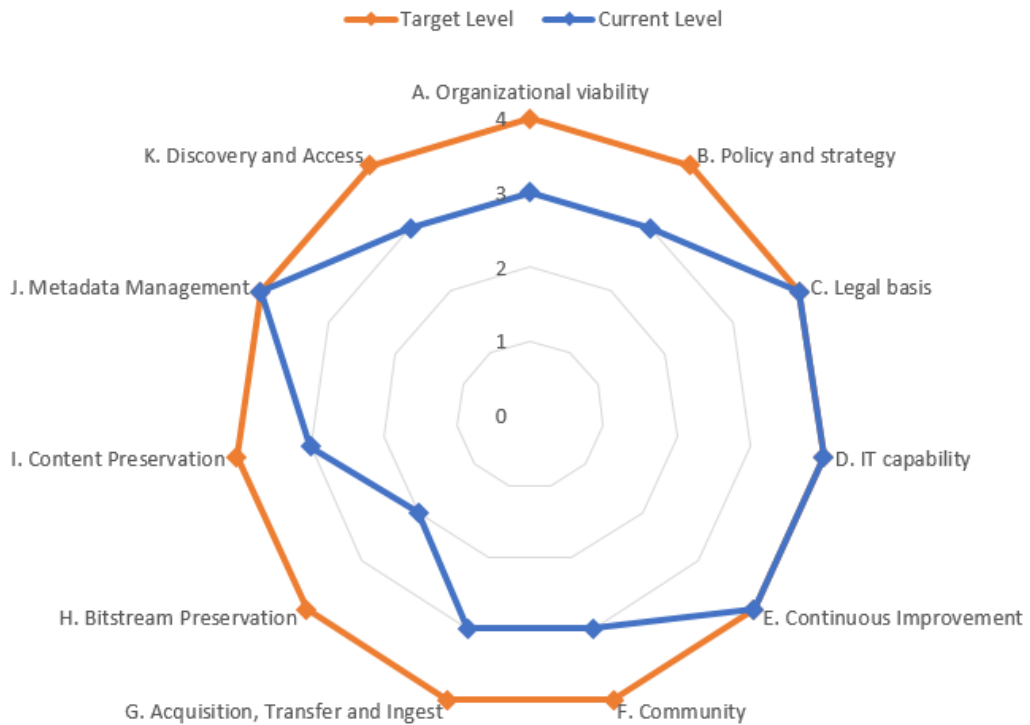 Target Level Current Level
A. Organizational viability
4
K. Discovery and Access
B. Policy and strategy
3
2
J. Metadata Management
C. Legal basis
1
0
I. Content Preservation
D. IT capability
H. Bitstream Preservation
E. Continuous Improvement
G. Acquisition, Transfer and Ingest
F. Community